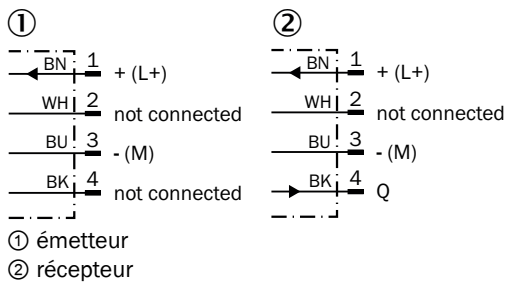 ① ②
BN 1 + (L+) BN 1 + (L+)
WH 2 not connected WH 2 not connected
BU 3 - (M) BU 3 - (M)
BK 4 not connected BK 4 Q
① émetteur
② récepteur